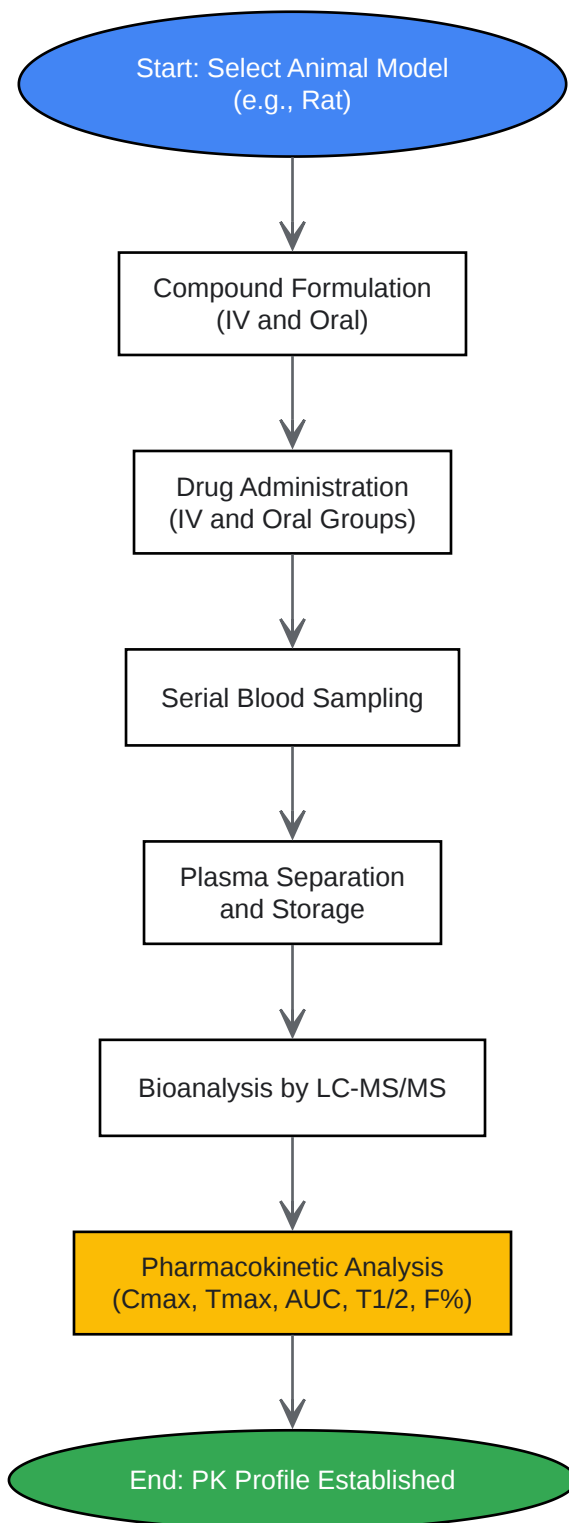 Start: Select Animal Model
(e.g., Rat)
Compound Formulation
(IV and Oral)
Drug Administration
(IV and Oral Groups)
Serial Blood Sampling
Plasma Separation
and Storage
Bioanalysis by LC-MS/MS
Pharmacokinetic Analysis
(Cmax, Tmax, AUC, T1/2, F%)
End: PK Profile Established